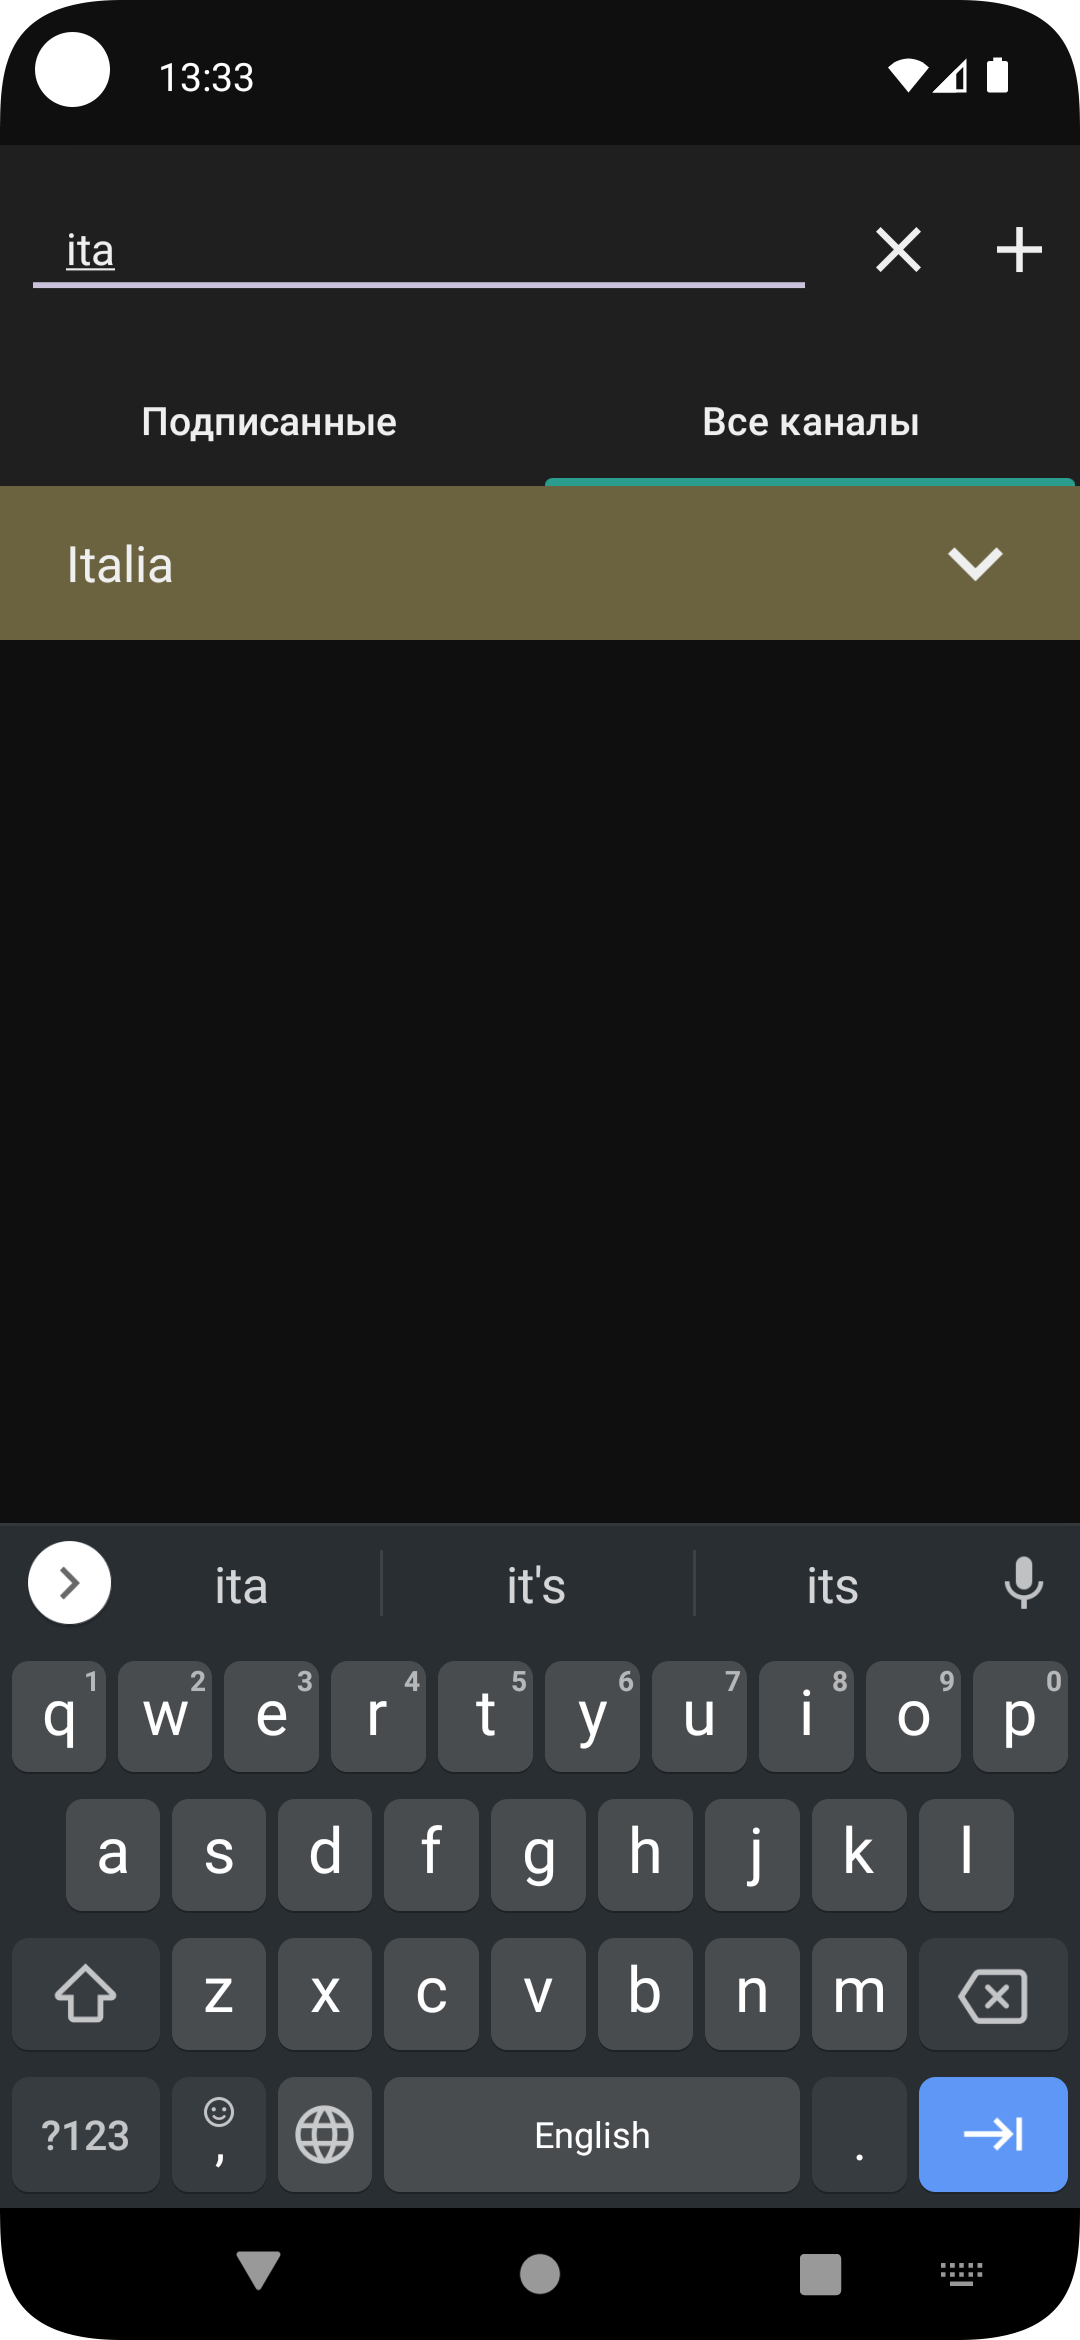 13:33
ita
Подписанные
Все каналы
Italia
ita
it's
its
q 1 w 2 e 3 r 4 t 5 y 6 u 7 i 8 o 9 p 0
a s d f g h j k l
z x c v b n m
?123 , English .